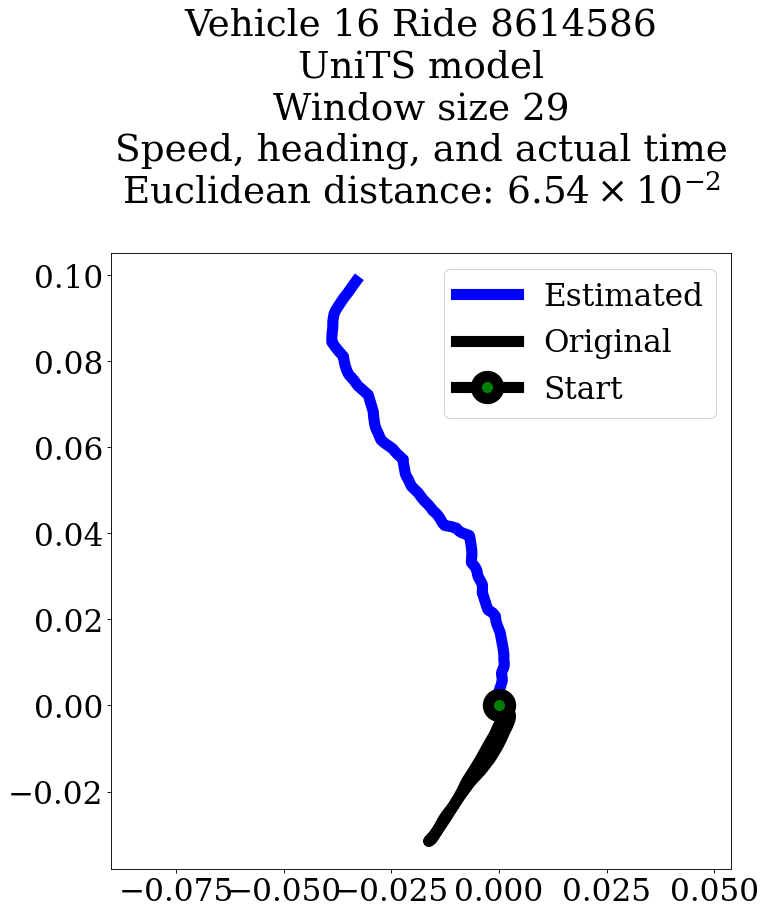 Vehicle 16 Ride 8614586
UniTS model
Window size 29
Speed, heading, and actual time
Euclidean distance: 6.54 × 10⁻²
Estimated
Original
Start
0.10
0.08
0.06
0.04
0.02
0.00
−0.02
−0.075 −0.050 −0.025 0.000 0.025 0.050